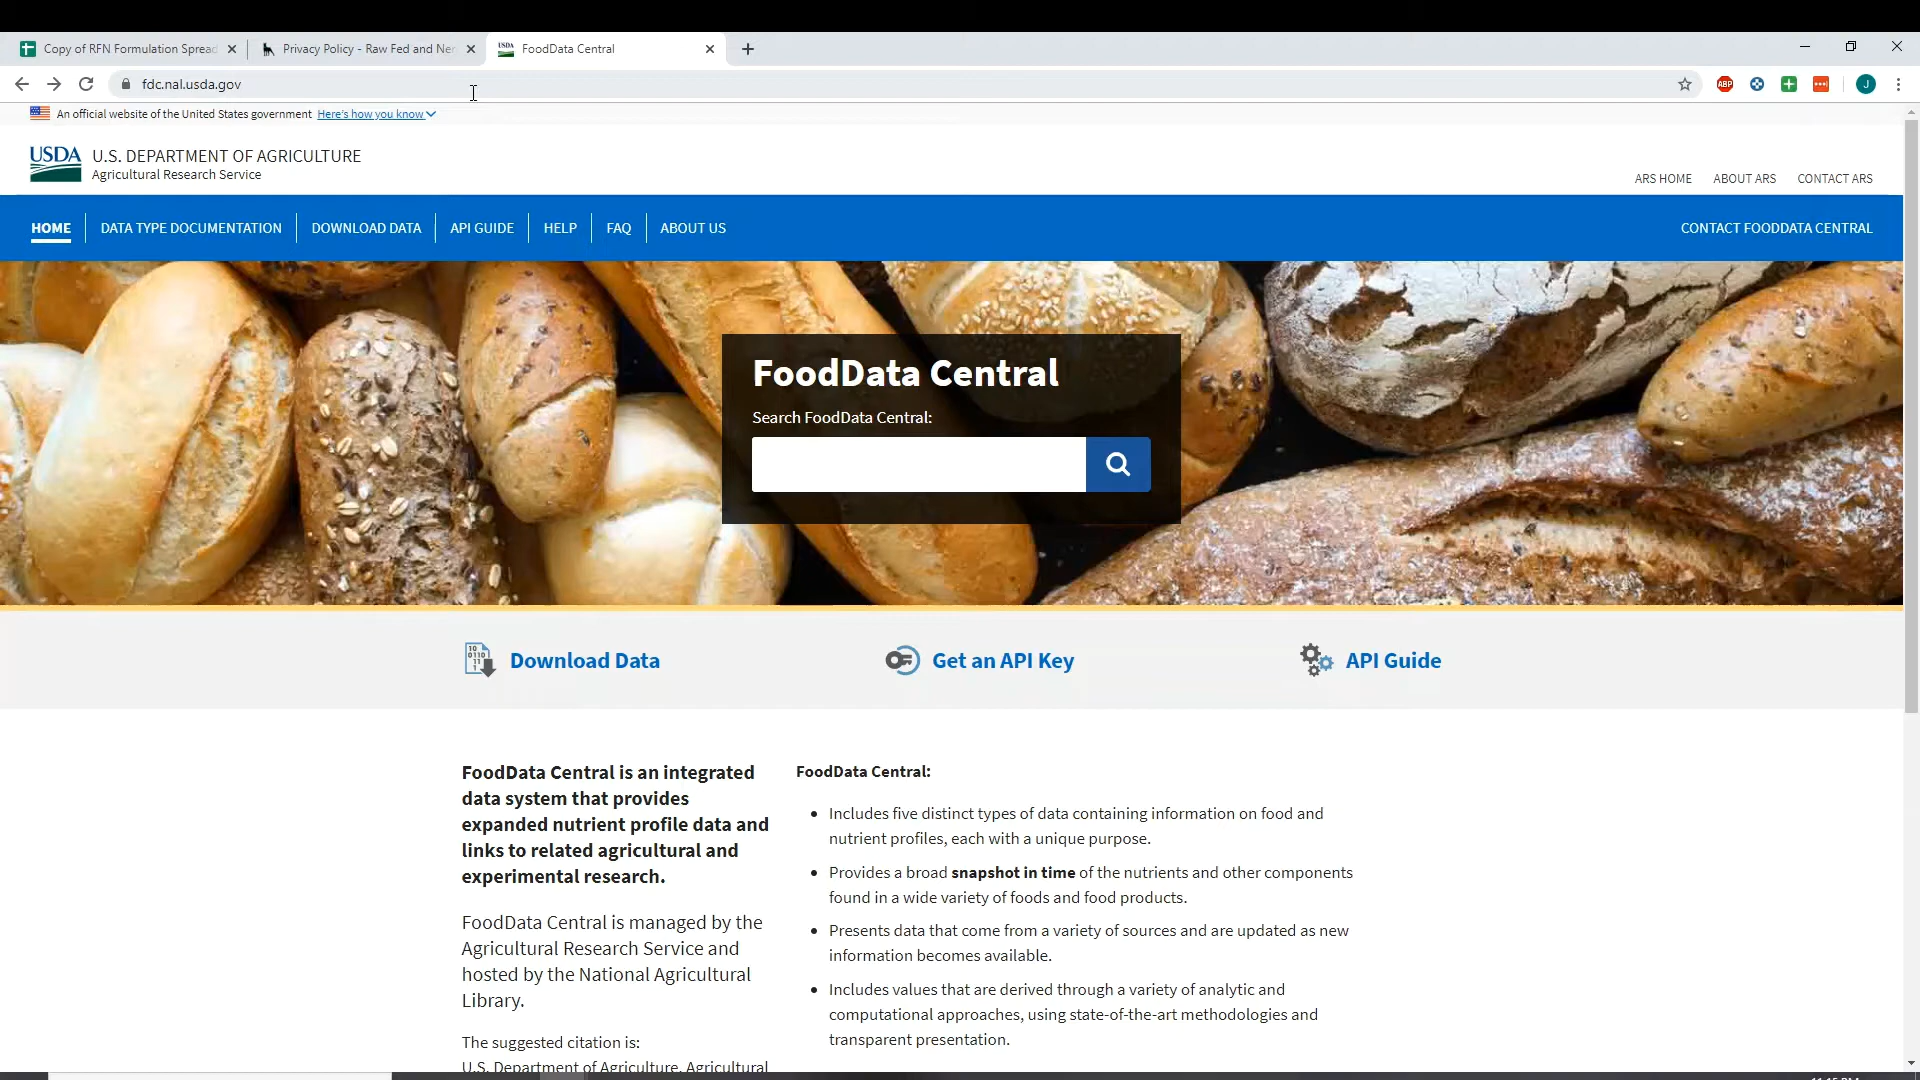 Copy of RFN Formulation Spread
Privacy Policy - Raw Fed and Ner
USDA
FoodData Central
fdc.nal.usda.gov
ABP
J
An official website of the United States government Here's how you know
USDA
U.S. DEPARTMENT OF AGRICULTURE
Agricultural Research Service
ARS HOME ABOUT ARS CONTACT ARS
HOME DATA TYPE DOCUMENTATION DOWNLOAD DATA API GUIDE HELP FAQ ABOUT US CONTACT FOODDATA CENTRAL
FoodData Central
Search FoodData Central:
Download Data
Get an API Key
API Guide
FoodData Central is an integrated
data system that provides
expanded nutrient profile data and
links to related agricultural and
experimental research.
FoodData Central is managed by the
Agricultural Research Service and
hosted by the National Agricultural
Library.
The suggested citation is:
U.S. Department of Agriculture, Agricultural
FoodData Central:
• Includes five distinct types of data containing information on food and
nutrient profiles, each with a unique purpose.
• Provides a broad snapshot in time of the nutrients and other components
found in a wide variety of foods and food products.
• Presents data that come from a variety of sources and are updated as new
information becomes available.
• Includes values that are derived through a variety of analytic and
computational approaches, using state-of-the-art methodologies and
transparent presentation.